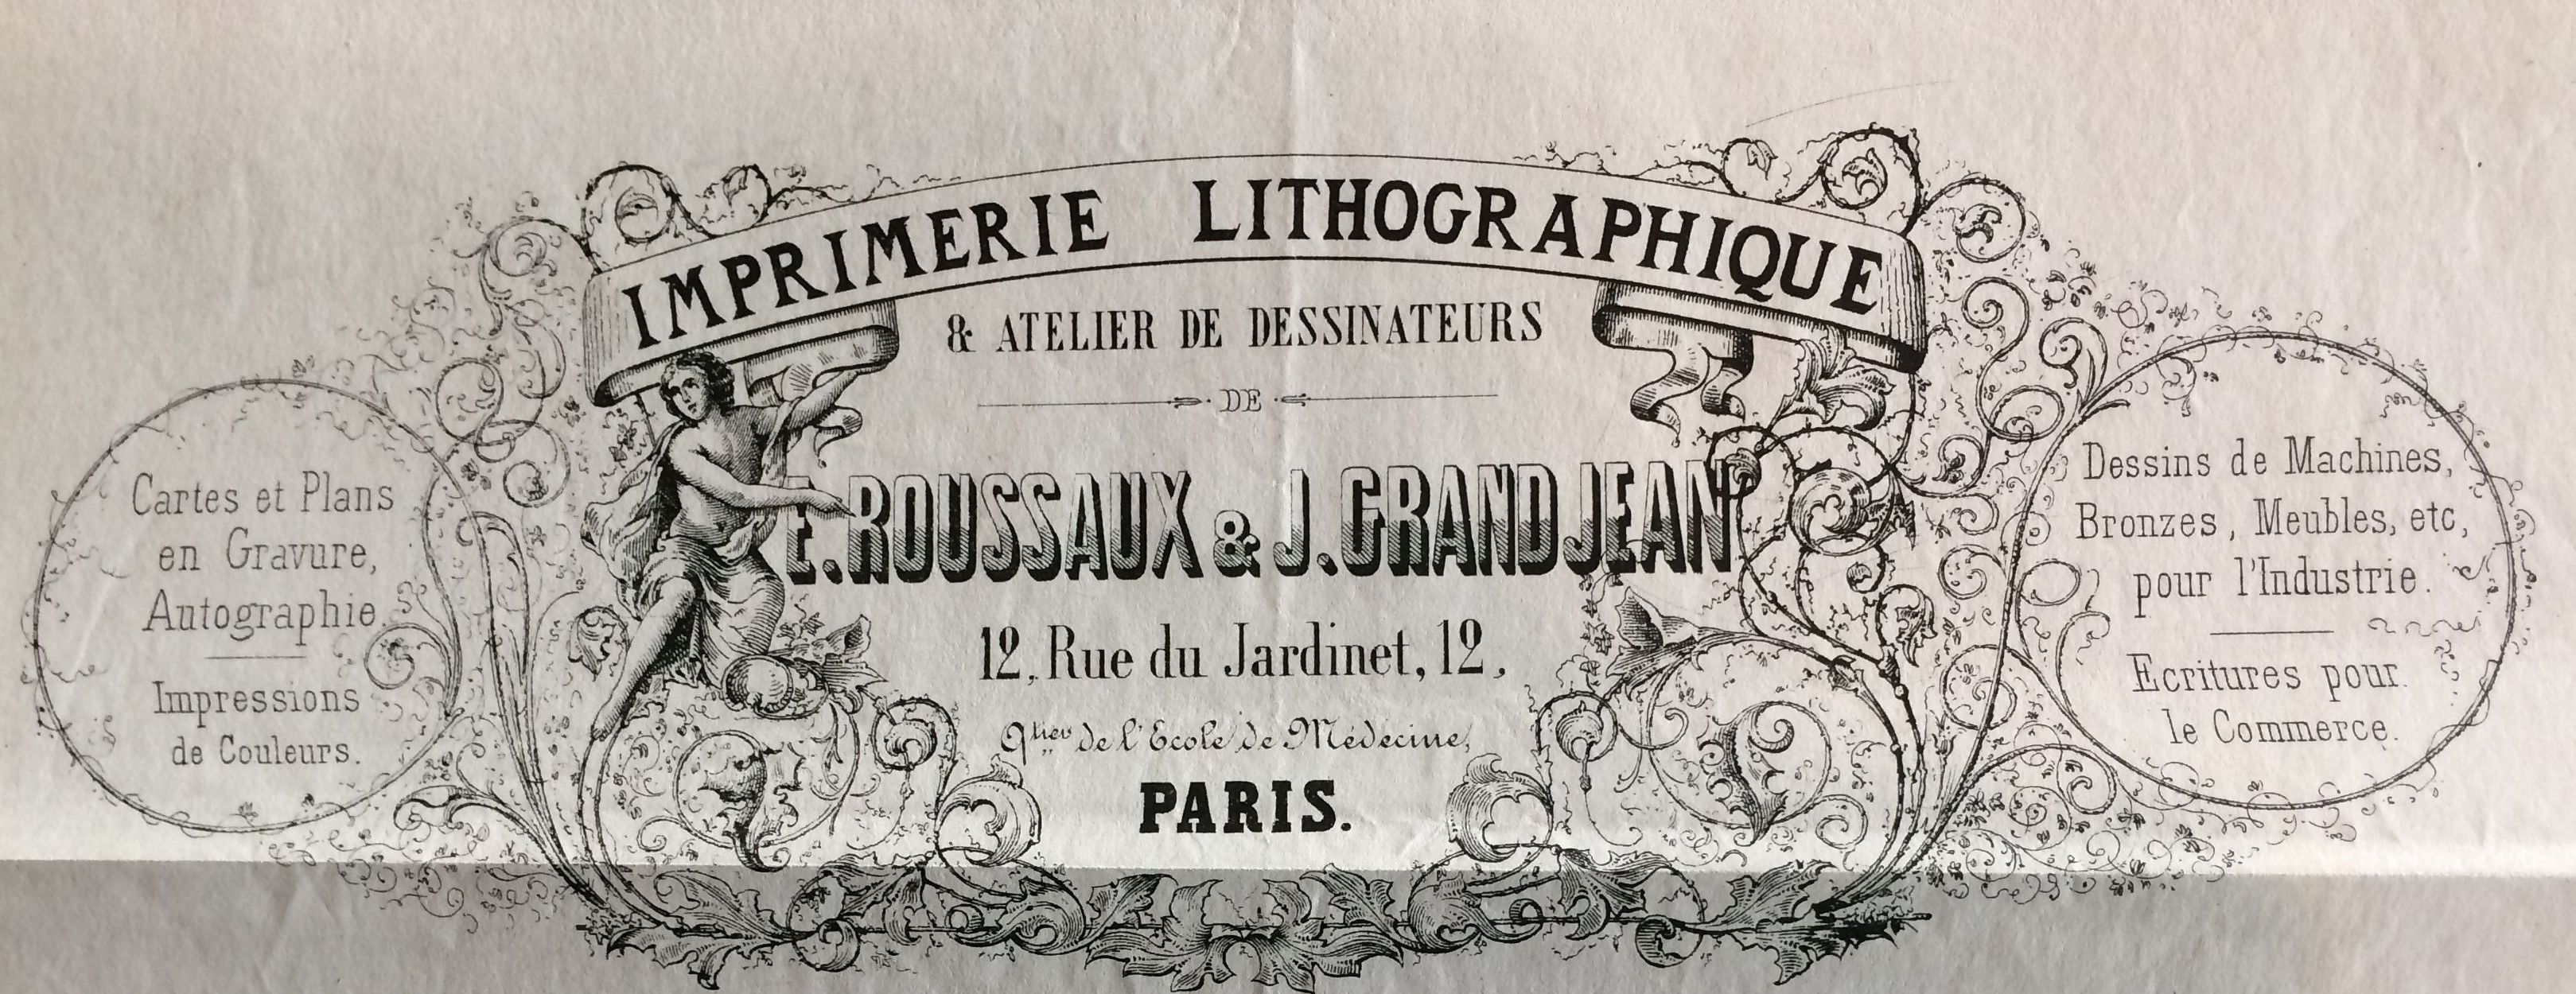 IMPRIMERIE LITHOGRAPHIQUE
& ATELIER DE DESSINATEURS
DE
E. ROUSSAUX & J. GRANDJEAN
12, Rue du Jardinet, 12,
Qtier de l'Ecole de Médecine,
PARIS.
Cartes et Plans
en Gravure,
Autographie.
Impressions
de Couleurs.
Dessins de Machines,
Bronzes, Meubles, etc,
pour l'Industrie.
Ecritures pour
le Commerce.